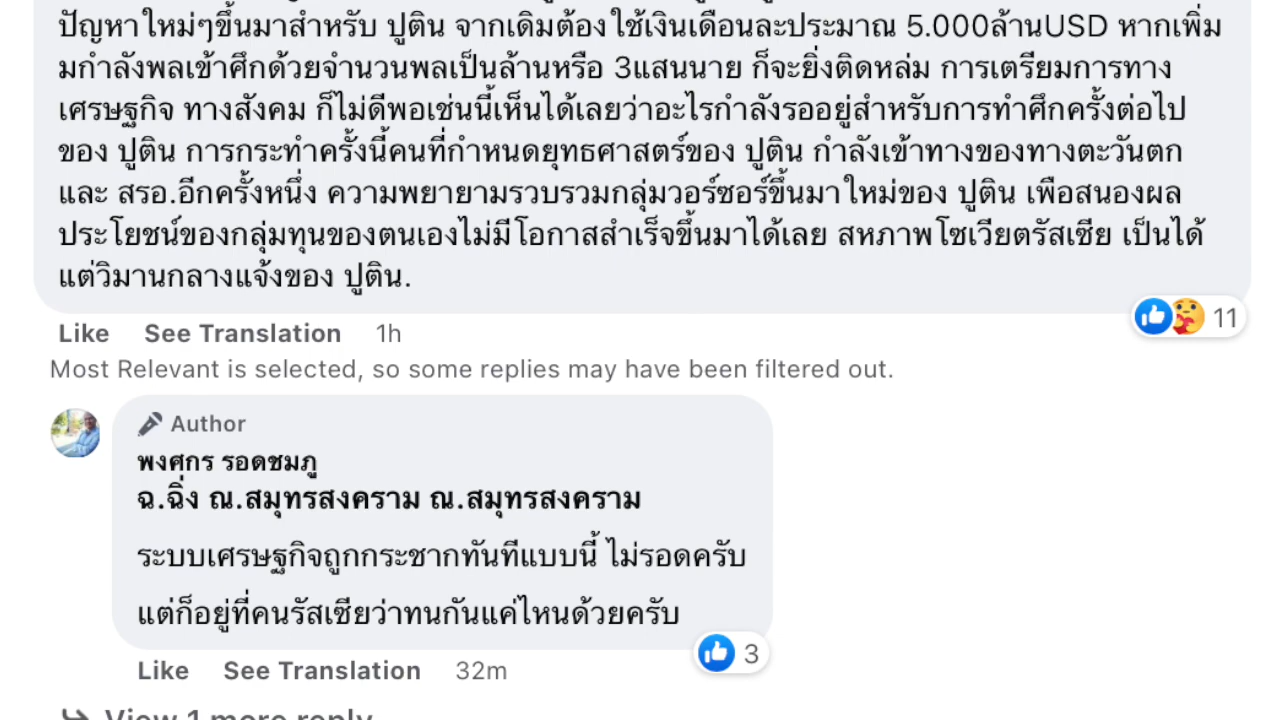 ปัญหาใหม่ๆขึ้นมาสำหรับ ปูติน จากเดิมต้องใช้เงินเดือนละประมาณ 5.000ล้านUSD หากเพิ่ม
มกำลังพลเข้าศึกด้วยจำนวนพลเป็นล้านหรือ 3แสนนาย ก็จะยิ่งติดหล่ม การเตรียมการทาง
เศรษฐกิจ ทางสังคม ก็ไม่ดีพอเช่นนี้เห็นได้เลยว่าอะไรกำลังรออยู่สำหรับการทำศึกครั้งต่อไป
ของ ปูติน การกระทำครั้งนี้คนที่กำหนดยุทธศาสตร์ของ ปูติน กำลังเข้าทางของทางตะวันตก
และ สรอ.อีกครั้งหนึ่ง ความพยายามรวบรวมกลุ่มวอร์ซอร์ขึ้นมาใหม่ของ ปูติน เพือสนองผล
ประโยชน์ของกลุ่มทุนของตนเองไม่มีโอกาสสำเร็จขึ้นมาได้เลย สหภาพโซเวียตรัสเซีย เป็นได้
แต่วิมานกลางแจ้งของ ปูติน.
11
Like See Translation 1h
Most Relevant is selected, so some replies may have been filtered out.
Author
พงศกร รอดชมภู
ฉ.ฉิ่ง ณ.สมุทรสงคราม ณ.สมุทรสงคราม
ระบบเศรษฐกิจถูกกระชากทันทีแบบนี้ ไม่รอดครับ
แต่ก็อยู่ที่คนรัสเซียว่าทนกันแค่ไหนด้วยครับ
3
Like See Translation 32m
View 1 more reply